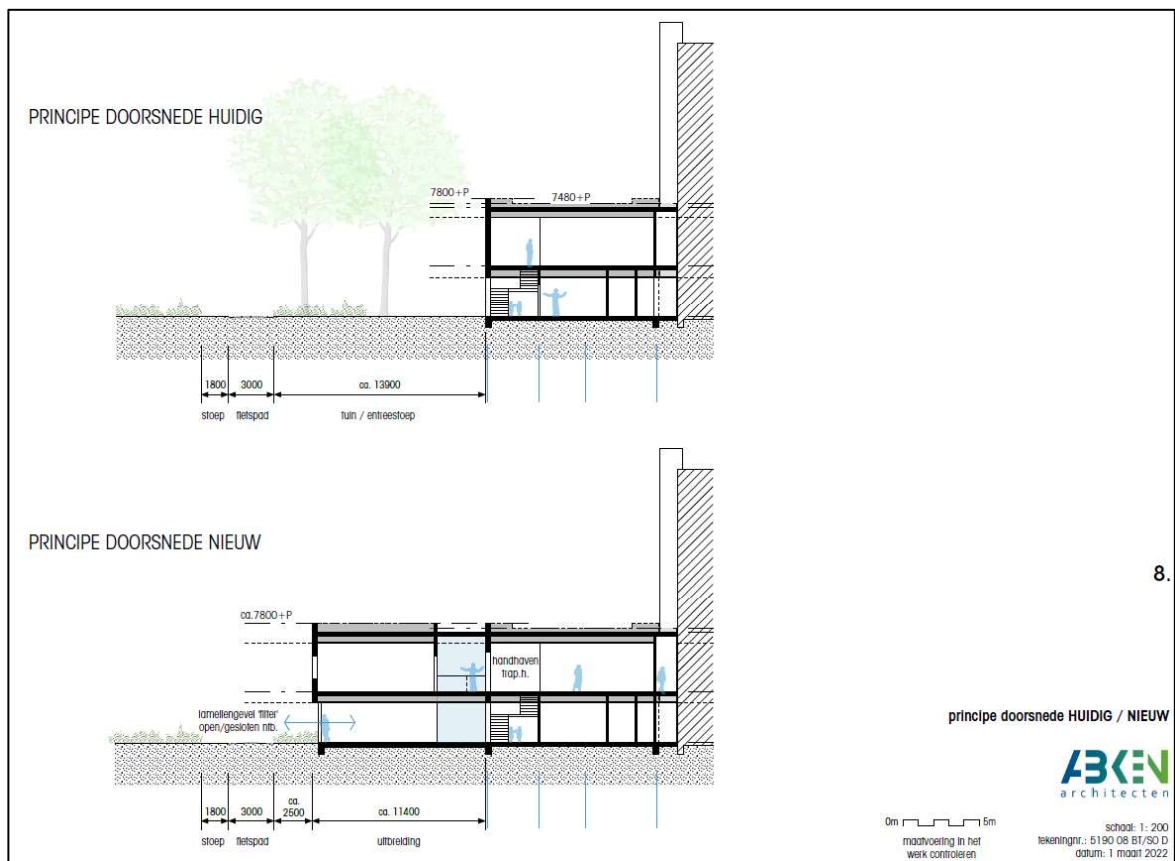 PRINCIPE DOORSNEDE HUIDIG
7800+P
7480+P
1800
3000
ca. 13900
stoep
fietspad
tuin / entreestoep
PRINCIPE DOORSNEDE NIEUW
8.
ca.7800+P
handhaven
trap.h.
lamellengevel 'filter'
open/gesloten ntb.
principe doorsnede HUIDIG / NIEUW
ABKEN
architecten
1800
3000
ca.
2500
ca. 11400
stoep
fietspad
uitbreiding
0m
5m
maatvoering in het
werk controleren
schaal: 1: 200
tekeningnr.: 5190 08 BT/SO D
datum: 1 maart 2022